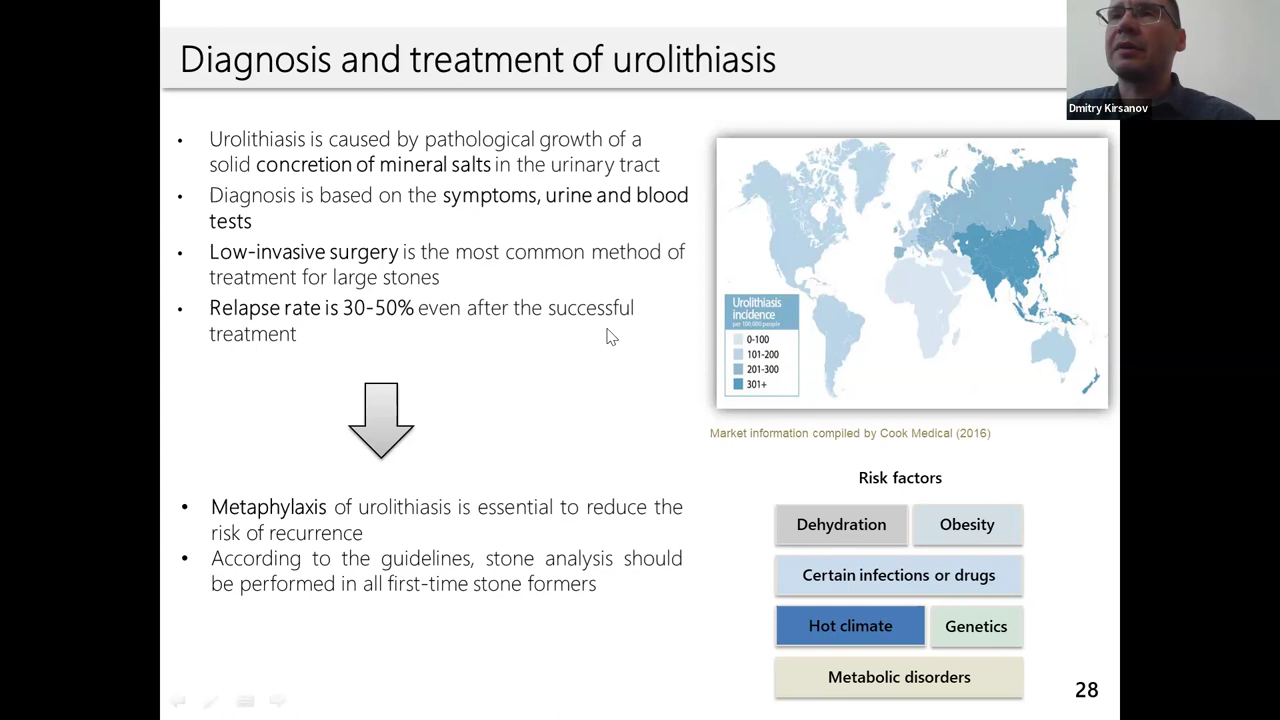 Diagnosis and treatment of urolithiasis
Dmitry Kirsanov
• Urolithiasis is caused by pathological growth of a
solid concretion of mineral salts in the urinary tract
• Diagnosis is based on the symptoms, urine and blood
tests
• Low-invasive surgery is the most common method of
treatment for large stones
• Relapse rate is 30-50% even after the successful
treatment
Urolithiasis
incidence
per 100,000 people
0-100
101-200
201-300
301+
Market information compiled by Cook Medical (2016)
• Metaphylaxis of urolithiasis is essential to reduce the
risk of recurrence
• According to the guidelines, stone analysis should
be performed in all first-time stone formers
Risk factors
Dehydration
Obesity
Certain infections or drugs
Hot climate
Genetics
Metabolic disorders
28